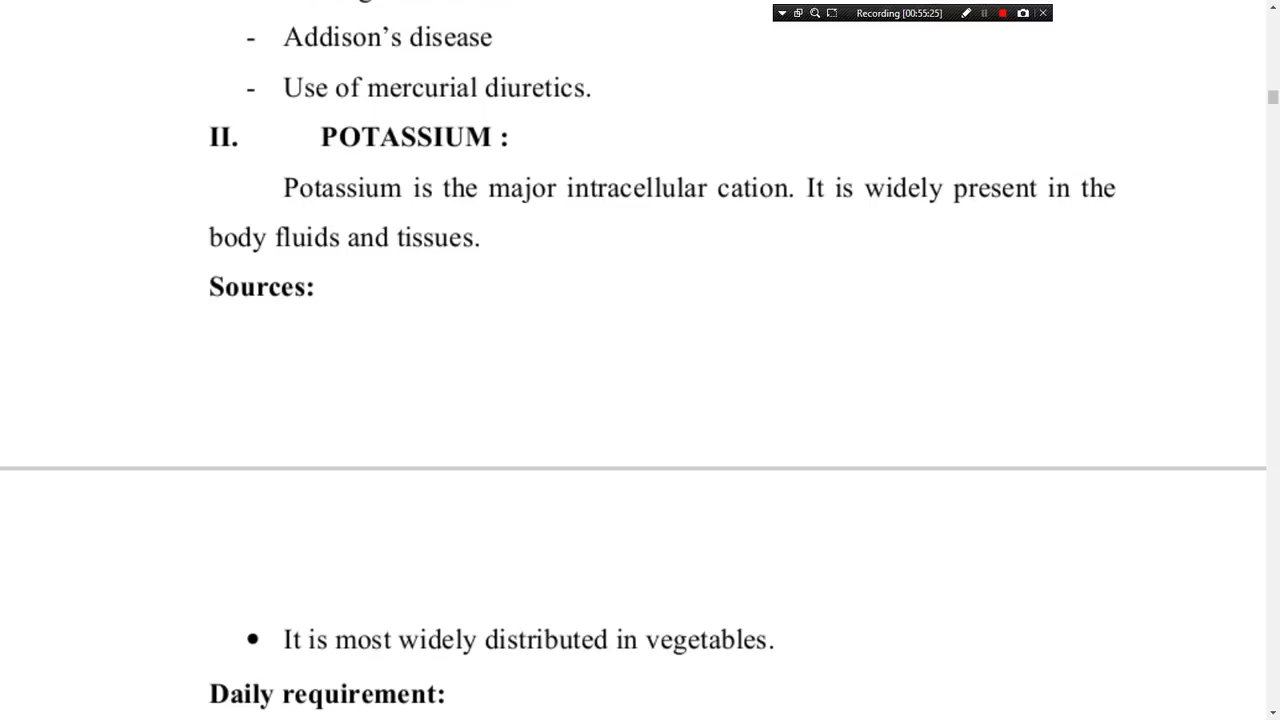 Recording [00:55:25]
- Addison’s disease
- Use of mercurial diuretics.
II. POTASSIUM :
Potassium is the major intracellular cation. It is widely present in the
body fluids and tissues.
Sources:
• It is most widely distributed in vegetables.
Daily requirement: